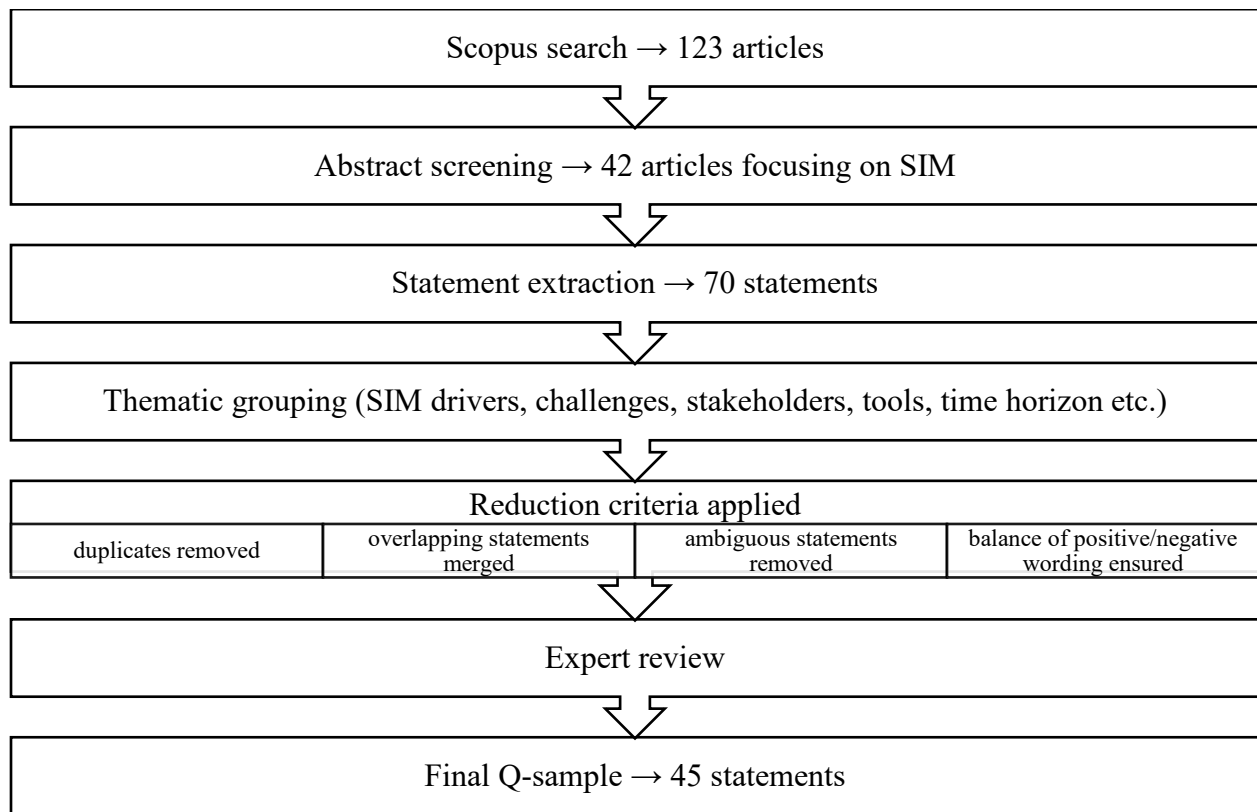 Scopus search → 123 articles
Abstract screening → 42 articles focusing on SIM
Statement extraction → 70 statements
Thematic grouping (SIM drivers, challenges, stakeholders, tools, time horizon etc.)
Reduction criteria applied
duplicates removed
overlapping statements
merged
ambiguous statements
removed
balance of positive/negative
wording ensured
Expert review
Final Q-sample → 45 statements